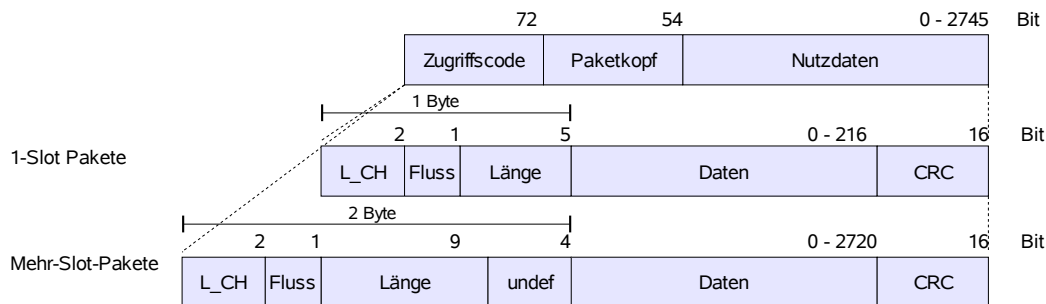 72 54 0 - 2745 Bit
Zugriffscode Paketkopf Nutzdaten
1 Byte
2 1 5 0 -216 16 Bit
1-Slot Pakete
L_CH Fluss Länge Daten CRC
2 Byte
2 1 9 4 0 - 2720 16 Bit
Mehr-Slot-Pakete
L_CH Fluss Länge undef Daten CRC